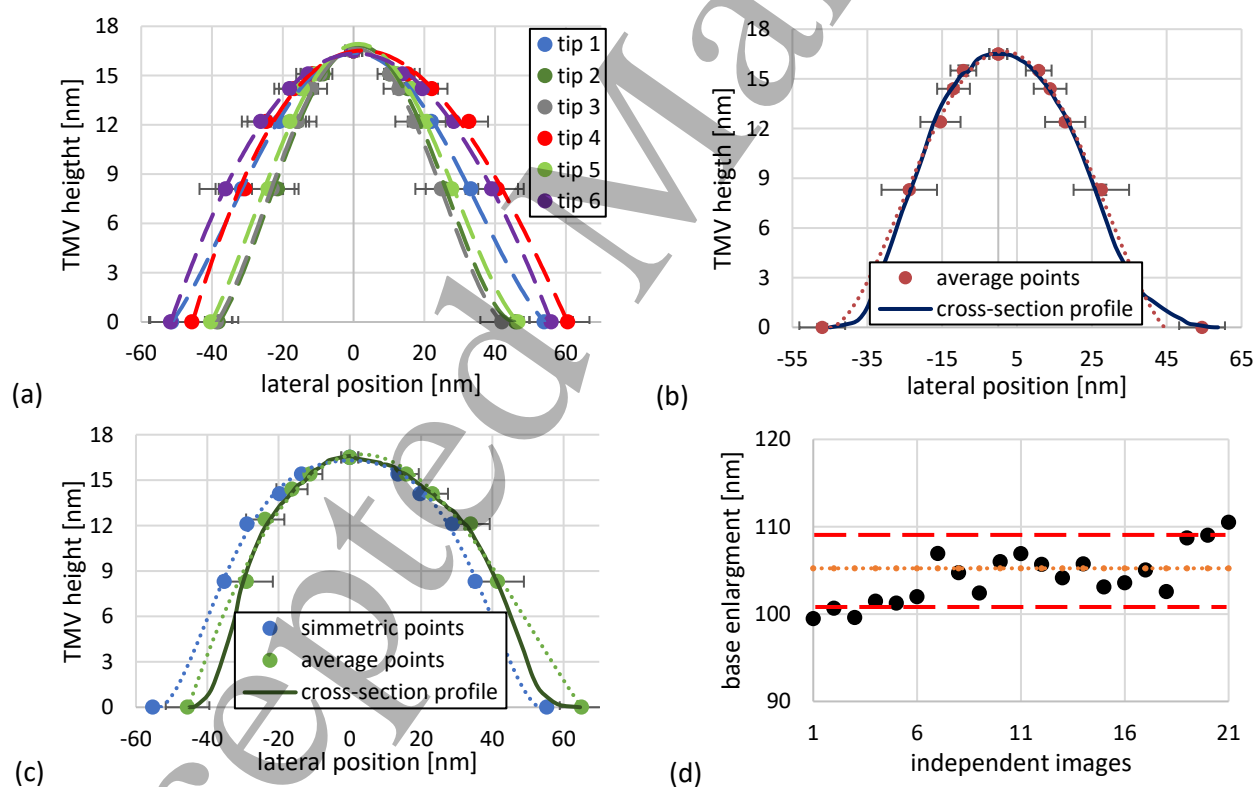 18
15
12
9
6
3
0
TMV heigtht [nm]
-60
-40
-20
0
20
40
60
lateral position [nm]
tip 1
tip 2
tip 3
tip 4
tip 5
tip 6
(a)
18
15
12
9
6
3
0
TMV heigth [nm]
-55
-35
-15
5
25
45
65
lateral position [nm]
average points
cross-section profile
(b)
18
15
12
9
6
3
0
TMV height [nm]
-60
-40
-20
0
20
40
60
lateral position [nm]
simmetric points
average points
cross-section profile
(c)
120
110
100
90
base enlargment [nm]
1
6
11
16
21
independent images
(d)